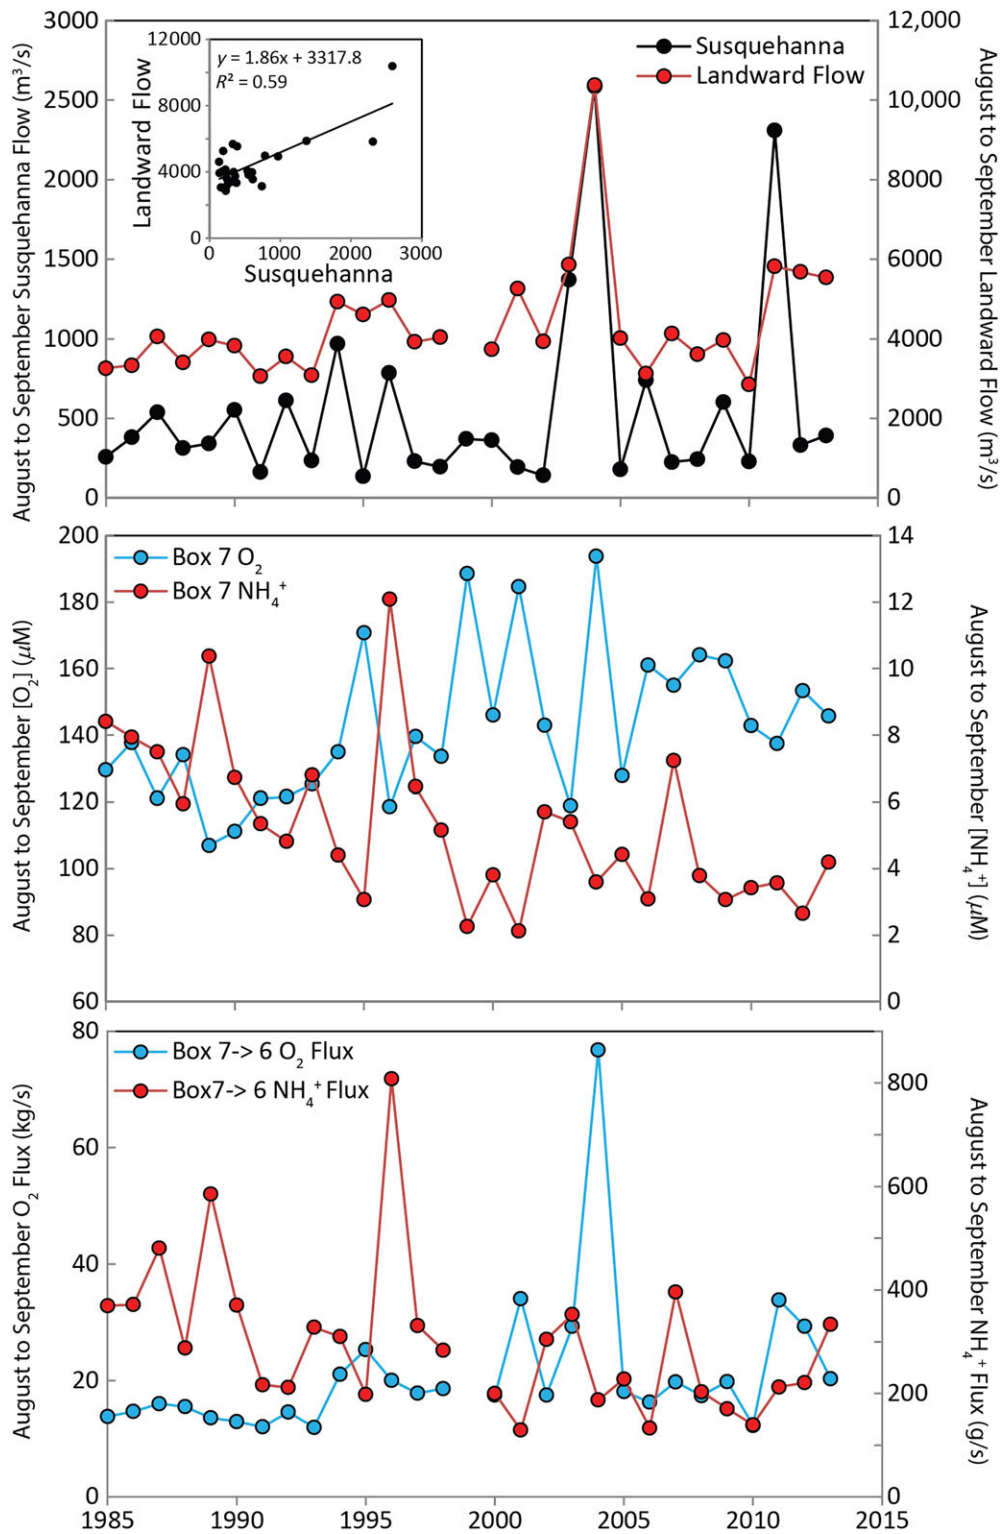 August to September Susquehanna Flow (m³/s)
3000
2500
2000
1500
1000
500
0
Susquehanna
Landward Flow
12,000
10,000
8000
6000
4000
2000
0
August to September Landward Flow (m³/s)
Landward Flow
12000
8000
4000
0
y = 1.86x + 3317.8
R² = 0.59
0 1000 2000 3000
Susquehanna
August to September [O₂] (μM)
200
180
160
140
120
100
80
60
Box 7 O₂
Box 7 NH₄⁺
14
12
10
8
6
4
2
0
August to September [NH₄⁺] (μM)
August to September O₂ Flux (kg/s)
80
60
40
20
0
Box 7-> 6 O₂ Flux
Box7-> 6 NH₄⁺ Flux
800
600
400
200
0
August to September NH₄⁺ Flux (g/s)
1985 1990 1995 2000 2005 2010 2015